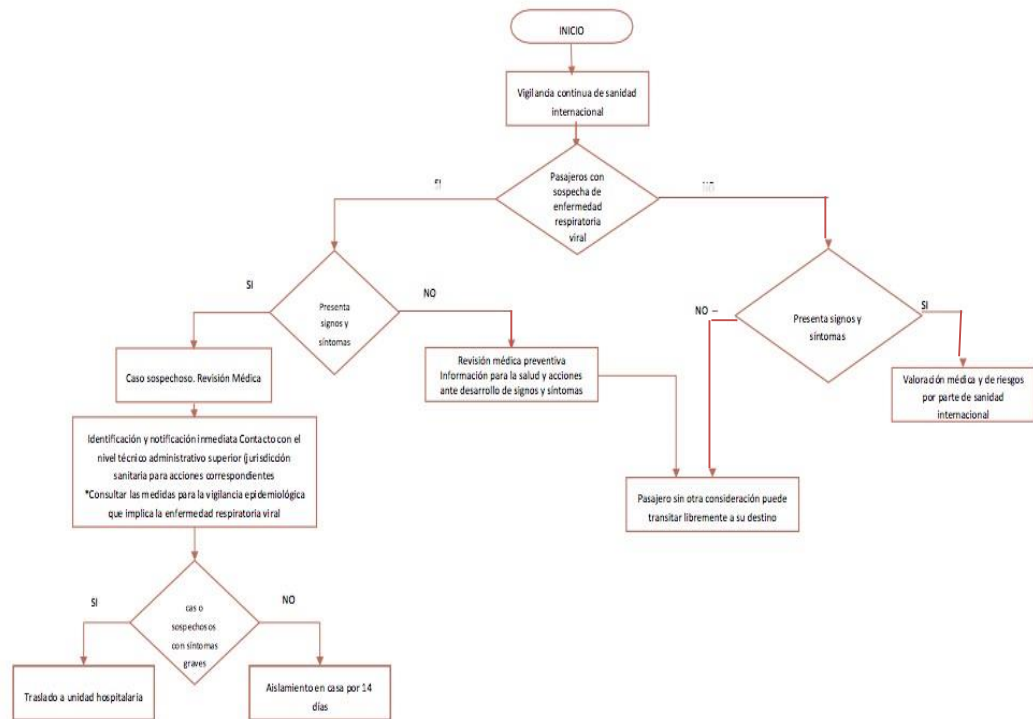 INICIO
Vigilancia continua de sanidad
internacional
Pasajeros con
sospecha de
enfermedad
respiratoria
viral
SI
Presenta
signos y
síntomas
NO
NO –
Presenta signos y
síntomas
SI
Caso sospechoso. Revisión Médica
Revisión médica preventiva
Información para la salud y acciones
ante desarrollo de signos y síntomas
Valoración médica y de riesgos
por parte de sanidad
internacional
Identificación y notificación inmediata Contacto con el
nivel técnico administrativo superior (jurisdicción
sanitaria para acciones correspondientes
*Consultar las medidas para la vigilancia epidemiológica
que implica la enfermedad respiratoria viral
Pasajero sin otra consideración puede
transitar libremente a su destino
SI
cas o
sospechosos
con síntomas
graves
NO
Traslado a unidad hospitalaria
Aislamiento en casa por 14
días